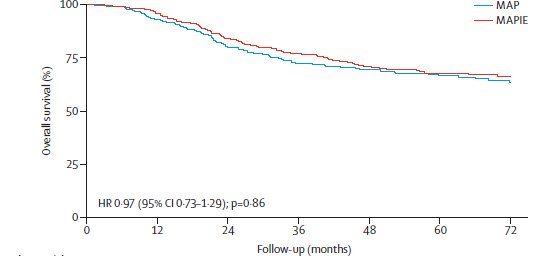 100
MAP
MAPIE
75
Overall survival (%)
50
25
HR 0·97 (95% CI 0·73–1·29); p=0·86
0
0 12 24 36 48 60 72
Follow-up (months)